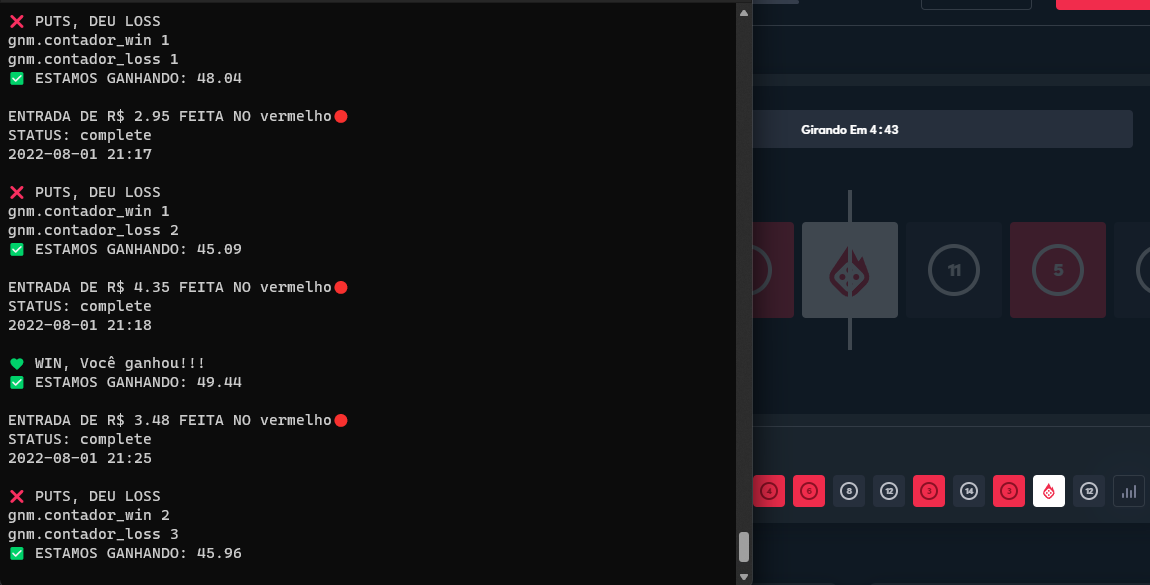 ❌ PUTS, DEU LOSS
gnm.contador_win 1
gnm.contador_loss 1
✅ ESTAMOS GANHANDO: 48.04
ENTRADA DE R$ 2.95 FEITA NO vermelho🔴
STATUS: complete
2022-08-01 21:17
❌ PUTS, DEU LOSS
gnm.contador_win 1
gnm.contador_loss 2
✅ ESTAMOS GANHANDO: 45.09
ENTRADA DE R$ 4.35 FEITA NO vermelho🔴
STATUS: complete
2022-08-01 21:18
💚 WIN, Você ganhou!!!
✅ ESTAMOS GANHANDO: 49.44
ENTRADA DE R$ 3.48 FEITA NO vermelho🔴
STATUS: complete
2022-08-01 21:25
❌ PUTS, DEU LOSS
gnm.contador_win 2
gnm.contador_loss 3
✅ ESTAMOS GANHANDO: 45.96
Girando Em 4:43
11 5
4 6 8 12 3 14 3 12